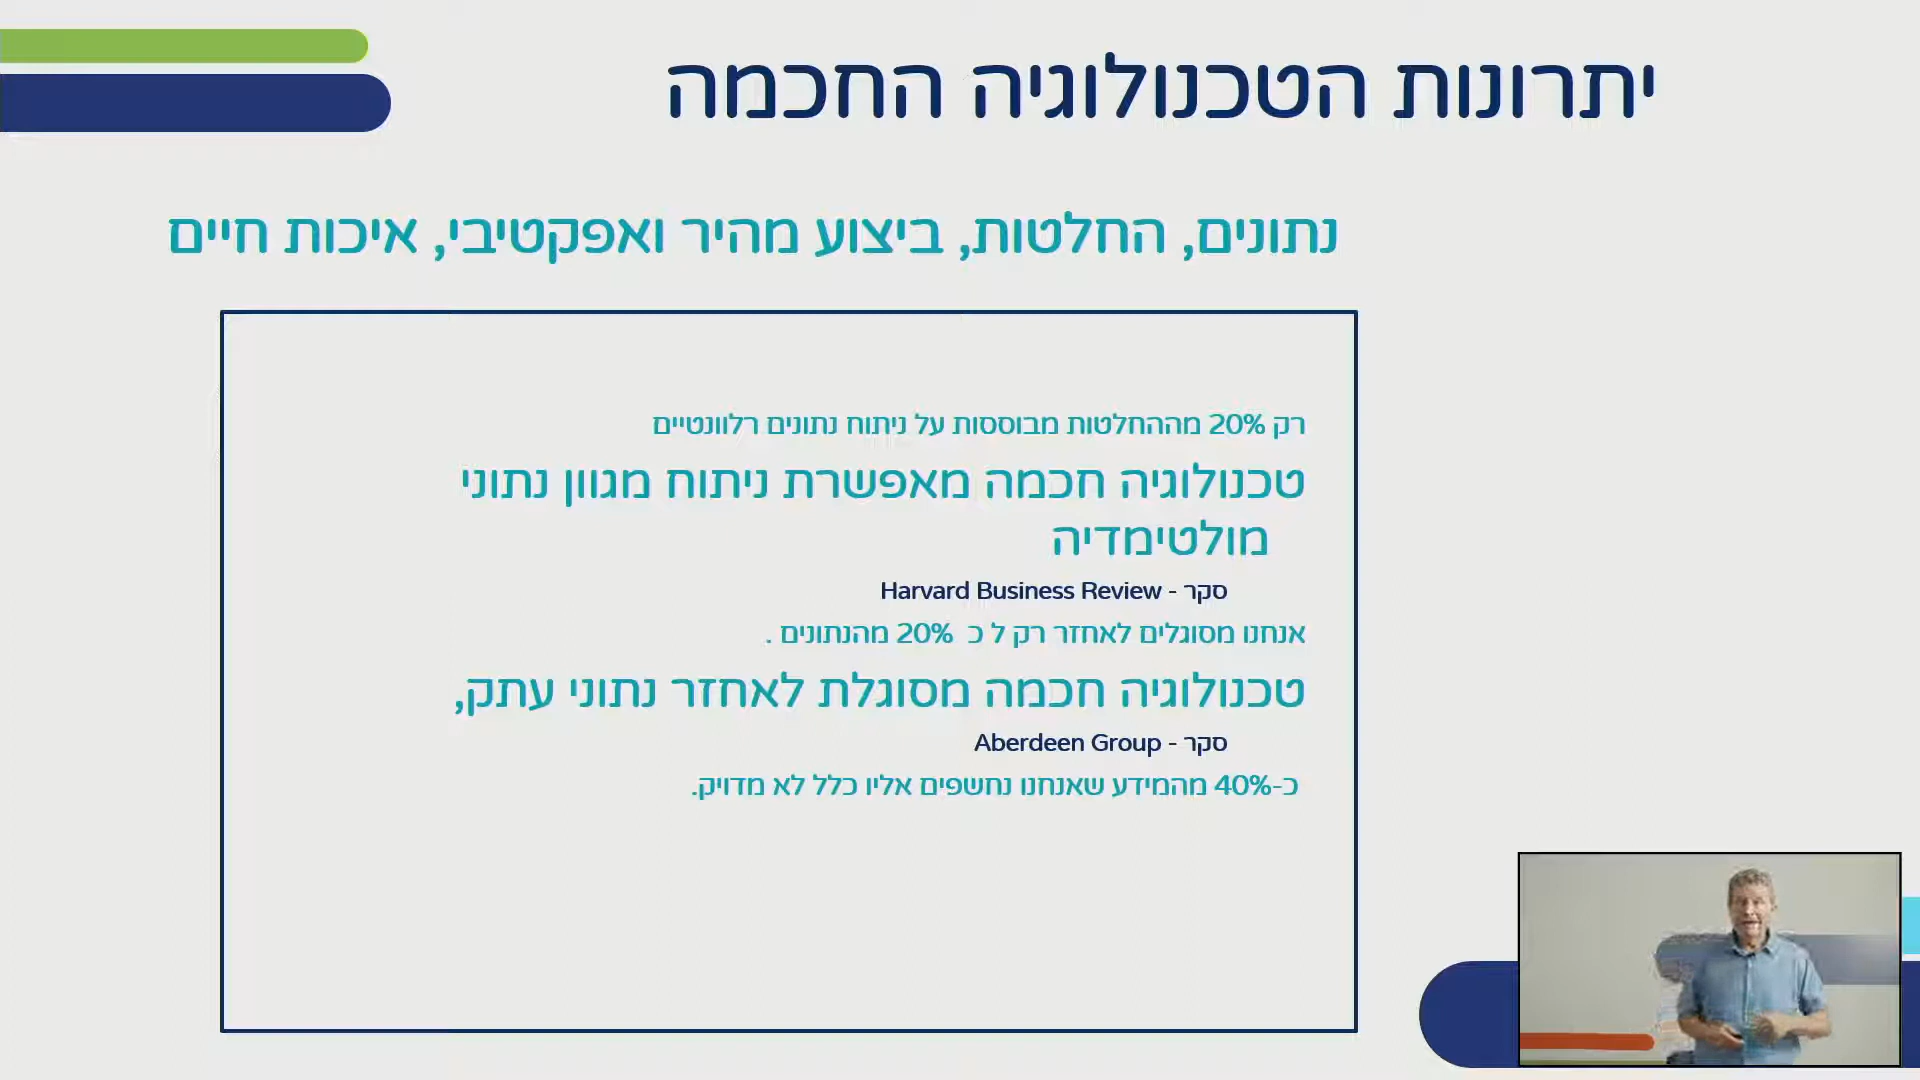 יתרונות הטכנולוגיה החכמה
נתונים, החלטות, ביצוע מהיר ואפקטיבי, איכות חיים
רק 20% מההחלטות מבוססות על ניתוח נתונים רלוונטיים
טכנולוגיה חכמה מאפשרת ניתוח מגוון נתוני
מולטימדיה
סקר - Harvard Business Review
אנחנו מסוגלים לאחזר רק ל כ  20% מהנתונים .
טכנולוגיה חכמה מסוגלת לאחזר נתוני עתק,
סקר - Aberdeen Group
כ-40% מהמידע שאנחנו נחשפים אליו כלל לא מדויק.